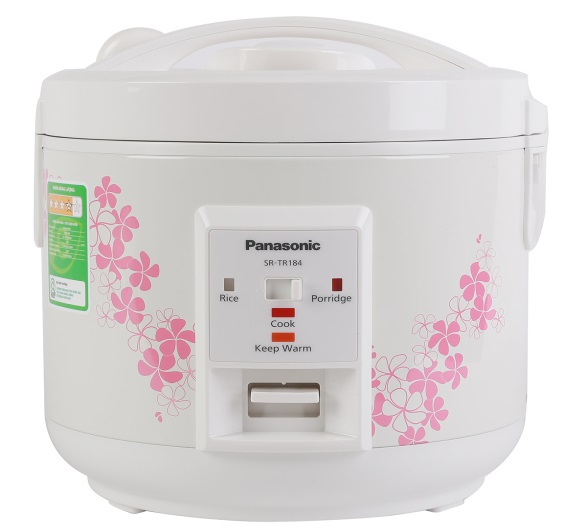 Panasonic
SR-TR184
Rice
Porridge
Cook
Keep Warm